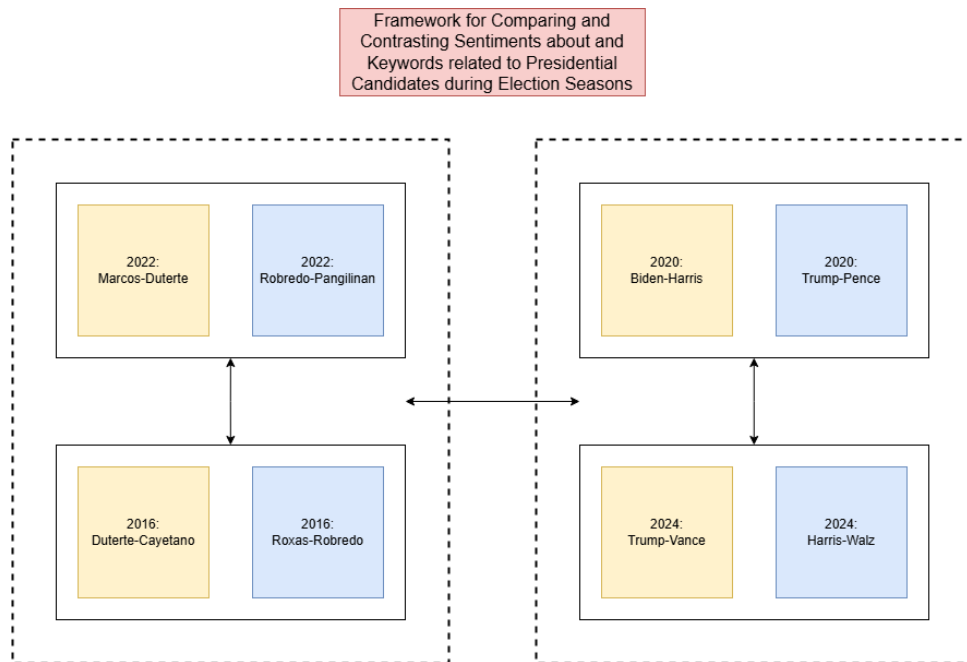 Framework for Comparing and
Contrasting Sentiments about and
Keywords related to Presidential
Candidates during Election Seasons
2022:
Marcos-Duterte
2022:
Robredo-Pangilinan
2020:
Biden-Harris
2020:
Trump-Pence
2016:
Duterte-Cayetano
2016:
Roxas-Robredo
2024:
Trump-Vance
2024:
Harris-Walz